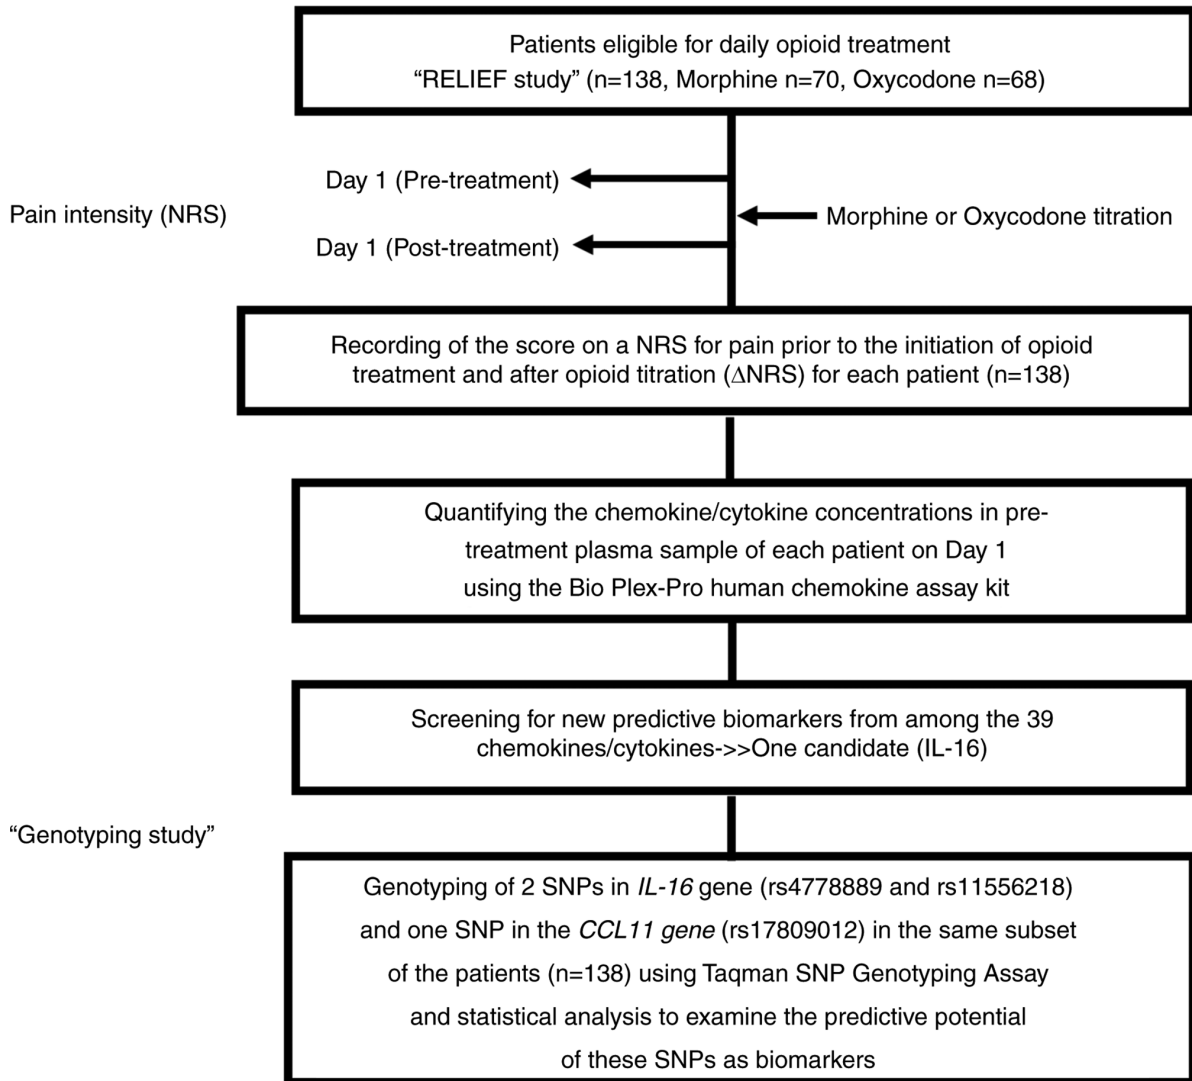 Patients eligible for daily opioid treatment
“RELIEF study” (n=138, Morphine n=70, Oxycodone n=68)
Day 1 (Pre-treatment)
Pain intensity (NRS)
Morphine or Oxycodone titration
Day 1 (Post-treatment)
Recording of the score on a NRS for pain prior to the initiation of opioid
treatment and after opioid titration (ΔNRS) for each patient (n=138)
Quantifying the chemokine/cytokine concentrations in pre-
treatment plasma sample of each patient on Day 1
using the Bio Plex-Pro human chemokine assay kit
Screening for new predictive biomarkers from among the 39
chemokines/cytokines->>One candidate (IL-16)
“Genotyping study”
Genotyping of 2 SNPs in IL-16 gene (rs4778889 and rs11556218)
and one SNP in the CCL11 gene (rs17809012) in the same subset
of the patients (n=138) using Taqman SNP Genotyping Assay
and statistical analysis to examine the predictive potential
of these SNPs as biomarkers